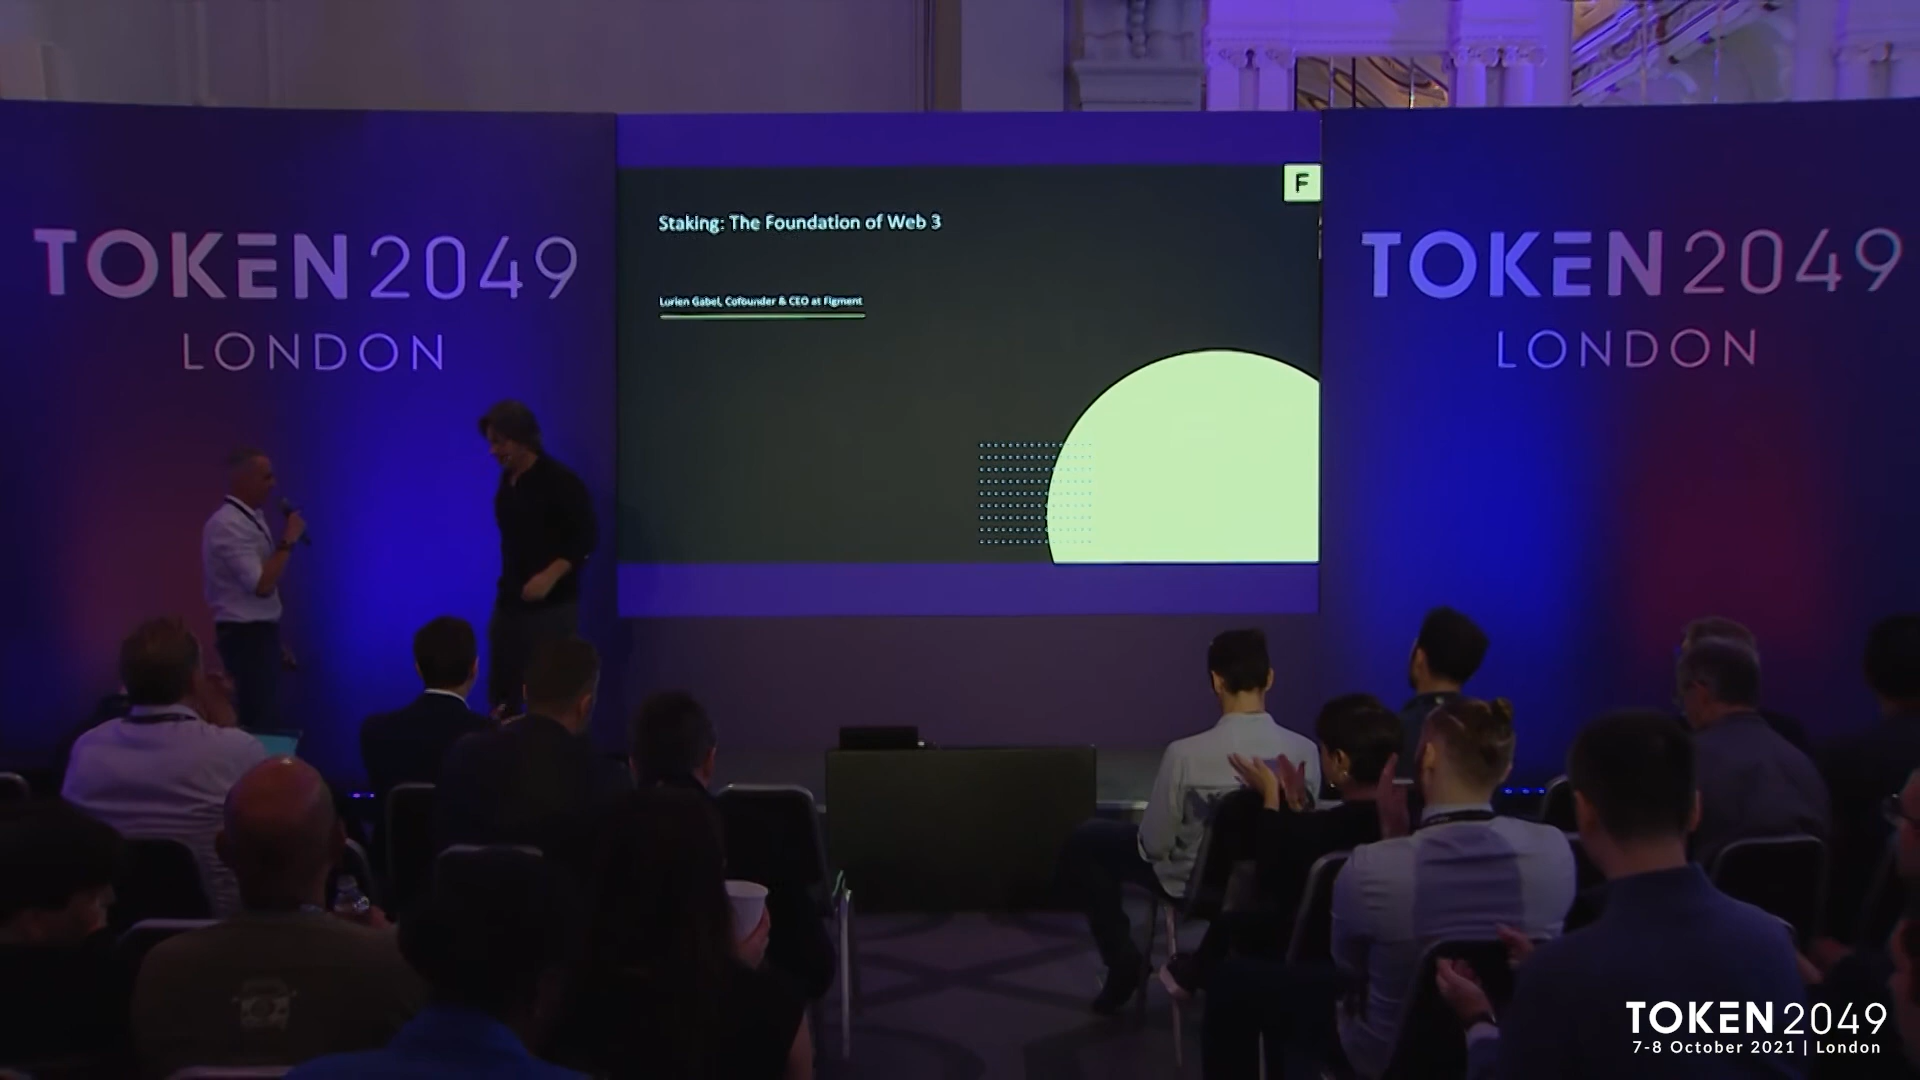 TOKEN2049
LONDON
F
Staking: The Foundation of Web 3
Lorien Gabel, Cofounder & CEO at Figment
TOKEN2049
LONDON
TOKEN2049
7-8 October 2021 | London